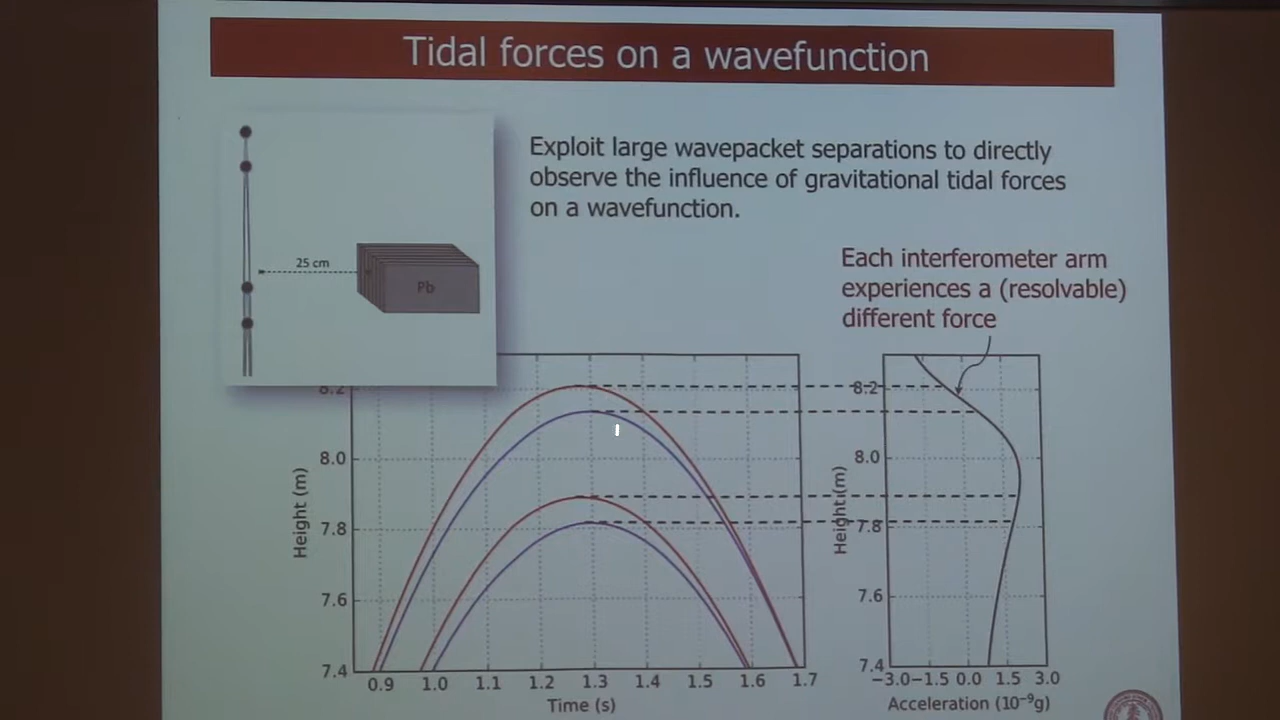 Tidal forces on a wavefunction
Exploit large wavepacket separations to directly
observe the influence of gravitational tidal forces
on a wavefunction.
25 cm
Pb
Each interferometer arm
experiences a (resolvable)
different force
8.2
8.0
7.8
7.6
7.4
Height (m)
0.9 1.0 1.1 1.2 1.3 1.4 1.5 1.6 1.7
Time (s)
8.2
8.0
7.8
7.6
7.4
Height (m)
−3.0 −1.5 0.0 1.5 3.0
Acceleration (10⁻⁹g)